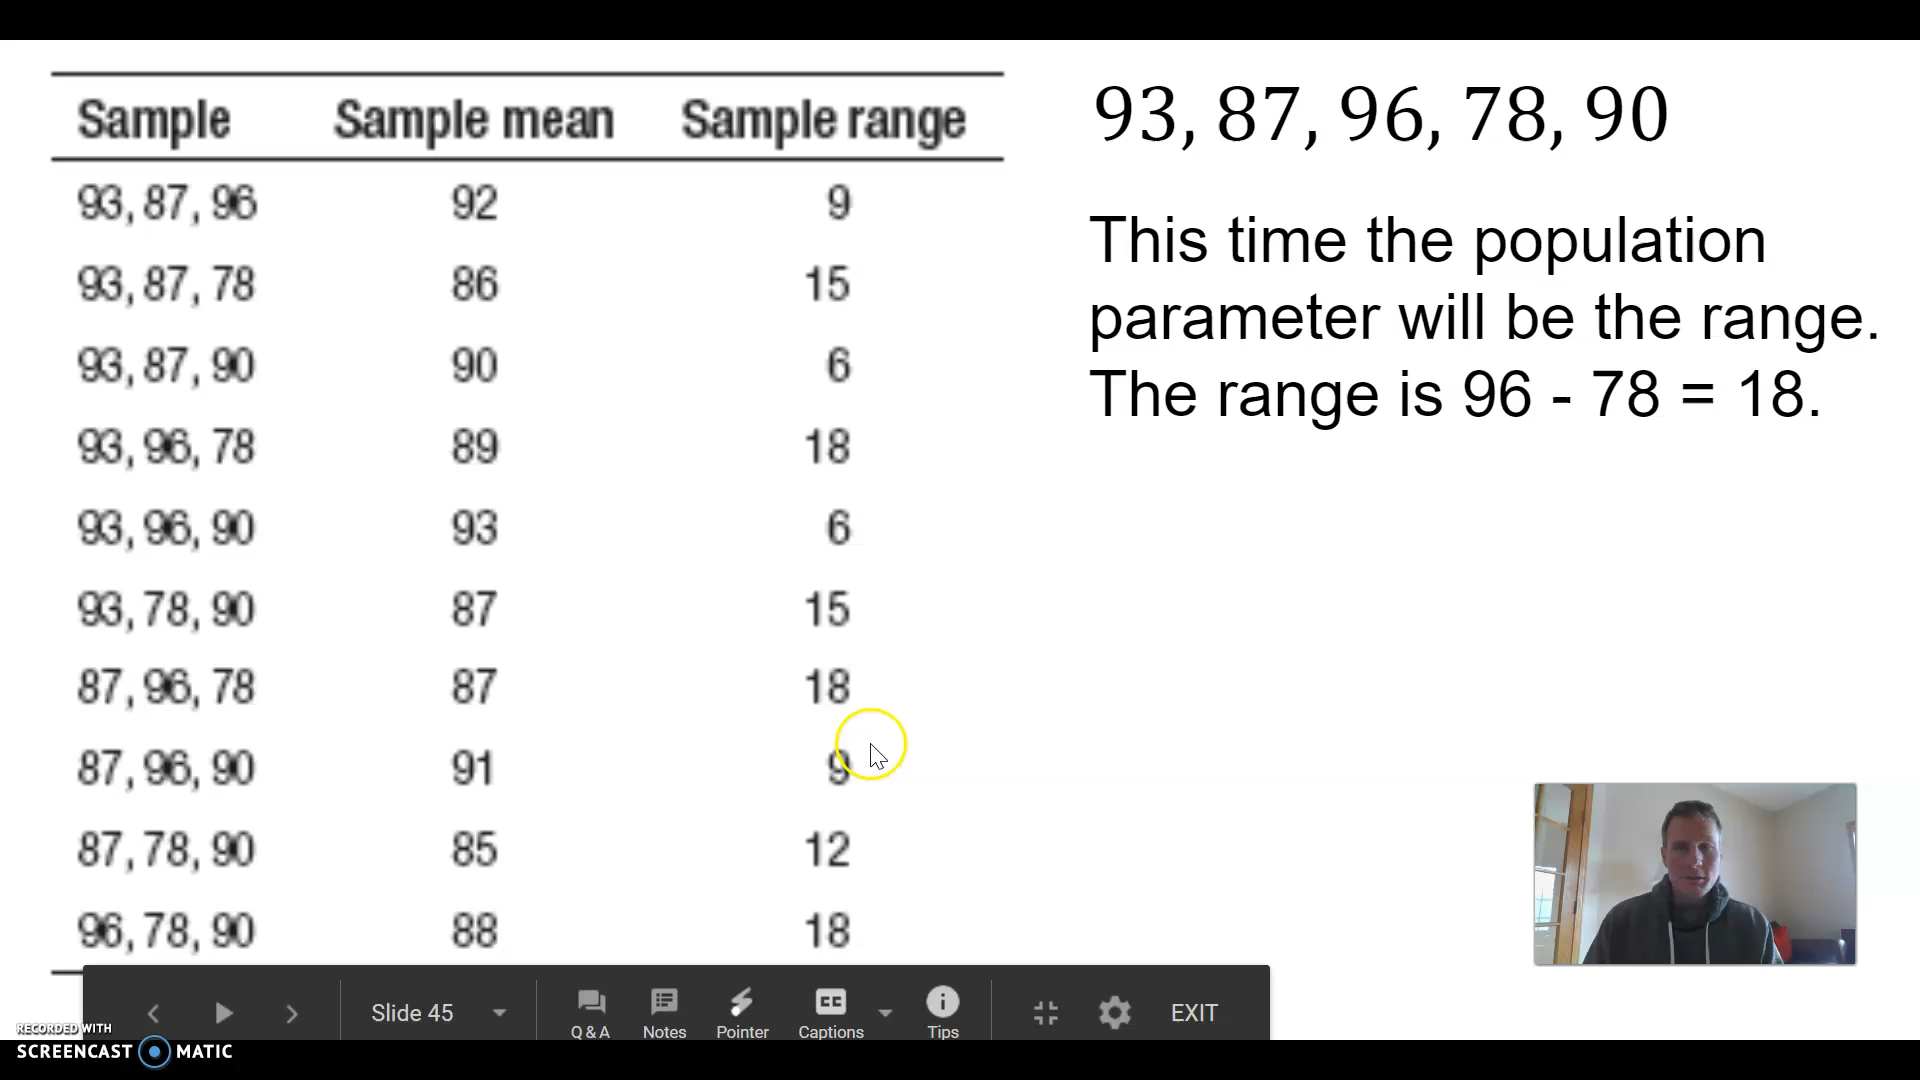 Sample Sample mean Sample range
93, 87, 96 92 9
93, 87, 78 86 15
93, 87, 90 90 6
93, 96, 78 89 18
93, 96, 90 93 6
93, 78, 90 87 15
87, 96, 78 87 18
87, 96, 90 91 9
87, 78, 90 85 12
96, 78, 90 88 18
93, 87, 96, 78, 90
This time the population
parameter will be the range.
The range is 96 - 78 = 18.
Slide 45
Q & A Notes Pointer Captions Tips
CC
EXIT
RECORDED WITH
SCREENCAST MATIC